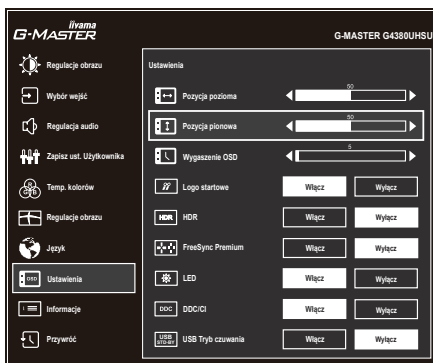 iiyama
G-MASTER
G-MASTER G4380UHSU
Regulacje obrazu
Wybór wejść
Regulacja audio
Zapisz ust. Użytkownika
R G B
Temp. kolorów
Regulacje obrazu
Język
OSD
Ustawienia
Informacje
Przywróć
Ustawienia
Pozycja pozioma
50
Pozycja pionowa
50
Wygaszenie OSD
5
Logo startowe
Włącz
Wyłącz
HDR
HDR
Włącz
Wyłącz
FreeSync Premium
Włącz
Wyłącz
LED
Włącz
Wyłącz
DDC
DDC/CI
Włącz
Wyłącz
USB
STD-BY
USB Tryb czuwania
Włącz
Wyłącz